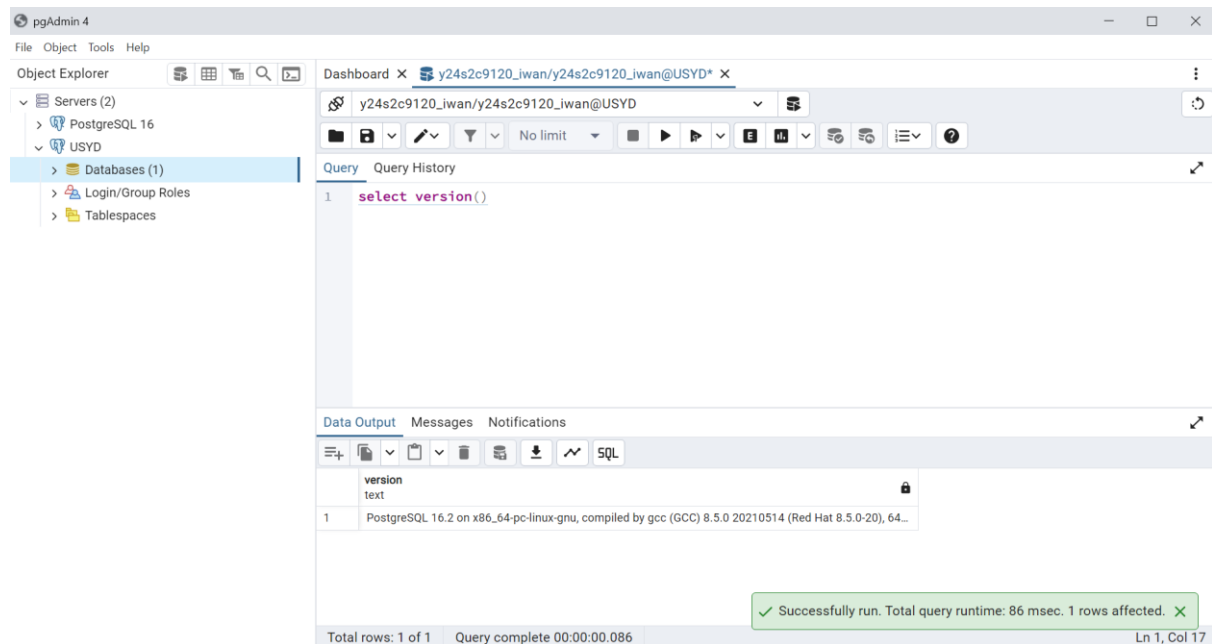 pgAdmin 4
File Object Tools Help
Object Explorer
Servers (2)
PostgreSQL 16
USYD
Databases (1)
Login/Group Roles
Tablespaces
Dashboard y24s2c9120_iwan/y24s2c9120_iwan@USYD*
y24s2c9120_iwan/y24s2c9120_iwan@USYD
No limit
E
Query Query History
1 select version()
Data Output Messages Notifications
SQL
version
text
1 PostgreSQL 16.2 on x86_64-pc-linux-gnu, compiled by gcc (GCC) 8.5.0 20210514 (Red Hat 8.5.0-20), 64…
Successfully run. Total query runtime: 86 msec. 1 rows affected.
Total rows: 1 of 1 Query complete 00:00:00.086 Ln 1, Col 17